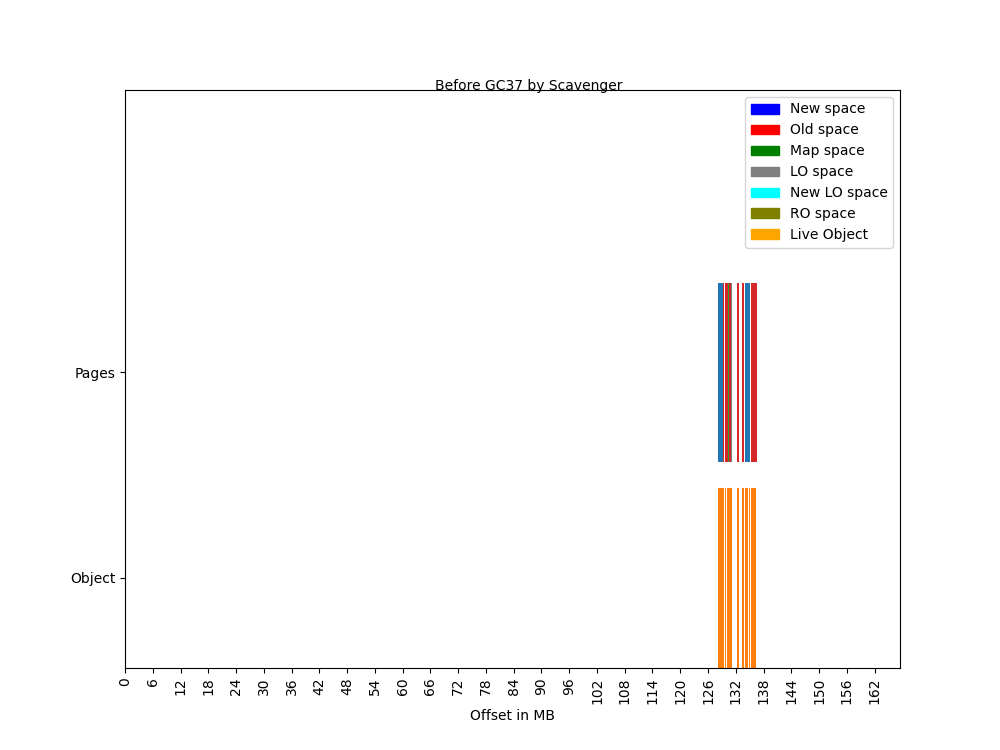 Before GC37 by Scavenger
New space
Old space
Map space
LO space
New LO space
RO space
Live Object
Pages
Object
0 6 12 18 24 30 36 42 48 54 60 66 72 78 84 90 96 102 108 114 120 126 132 138 144 150 156 162
Offset in MB